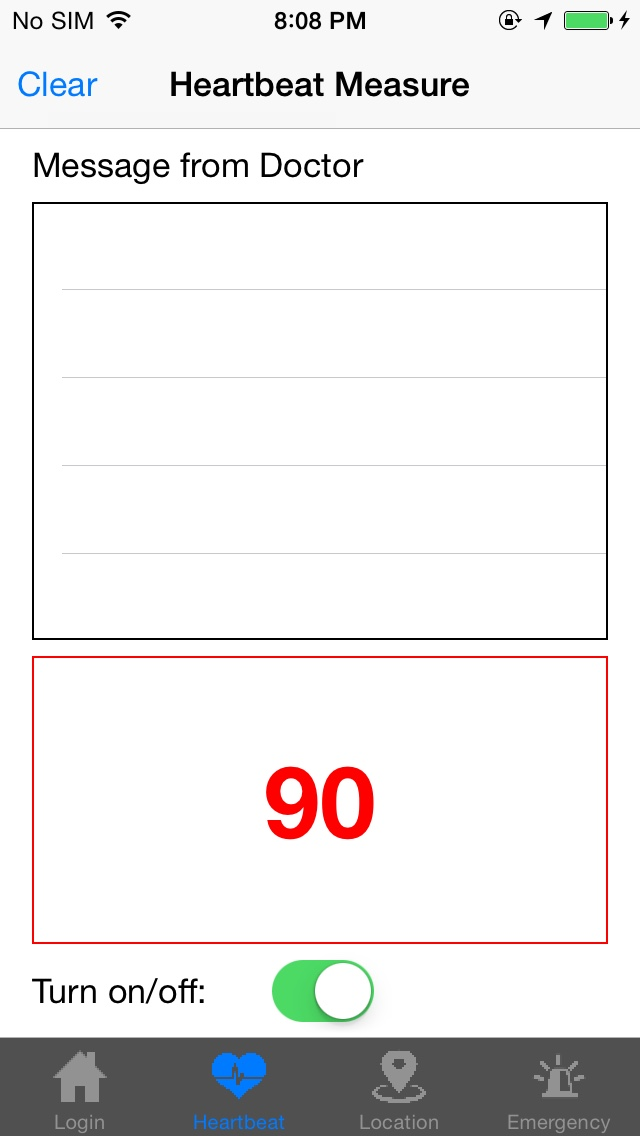 No SIM 8:08 PM
Clear Heartbeat Measure
Message from Doctor
90
Turn on/off:
Login Heartbeat Location Emergency